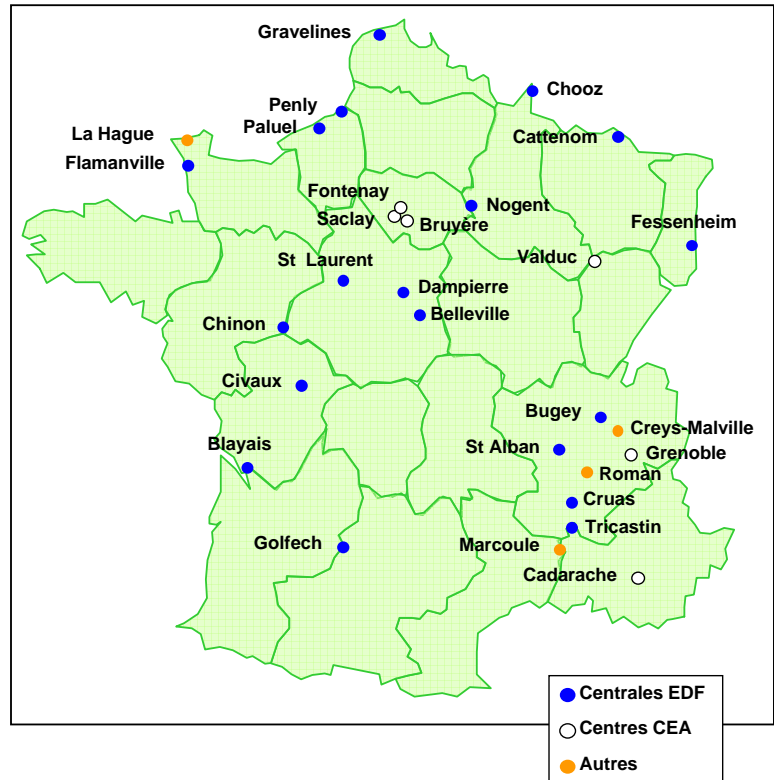 Gravelines
Chooz
Penly
Paluel
La Hague
Cattenom
Flamanville
Fontenay
Nogent
Saclay
Bruyère
Fessenheim
Valduc
St Laurent
Dampierre
Belleville
Chinon
Civaux
Bugey
Creys-Malville
Blayais
St Alban
Grenoble
Roman
Cruas
Tricastin
Golfech
Marcoule
Cadarache
Centrales EDF
Centres CEA
Autres